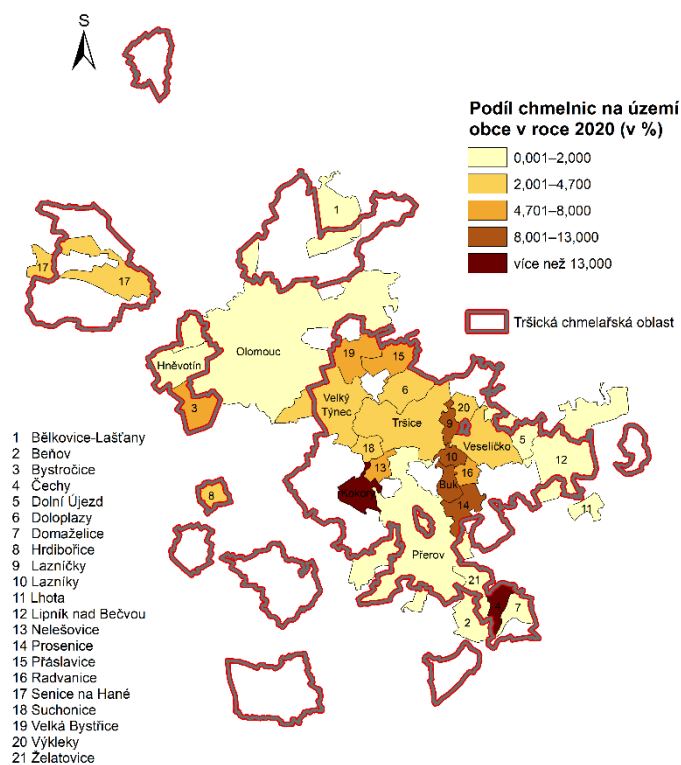 S
Podíl chmelnic na území
obce v roce 2020 (v %)
0,001–2,000
2,001–4,700
4,701–8,000
8,001–13,000
více než 13,000
Tršická chmelařská oblast
1
17
17
Olomouc
Hněvotín
3
19
15
6
Velký
Týnec
Tršice
20
9
Veselíčko
5
12
18
13
10
16
Buk
14
Kokory
8
11
Přerov
21
4
7
2
1 Bělkovice-Lašťany
2 Beňov
3 Bystročice
4 Čechy
5 Dolní Újezd
6 Doloplazy
7 Domaželice
8 Hrdibořice
9 Lazníčky
10 Lazníky
11 Lhota
12 Lipník nad Bečvou
13 Nelešovice
14 Prosenice
15 Přáslavice
16 Radvanice
17 Senice na Hané
18 Suchonice
19 Velká Bystřice
20 Výkleky
21 Želatovice